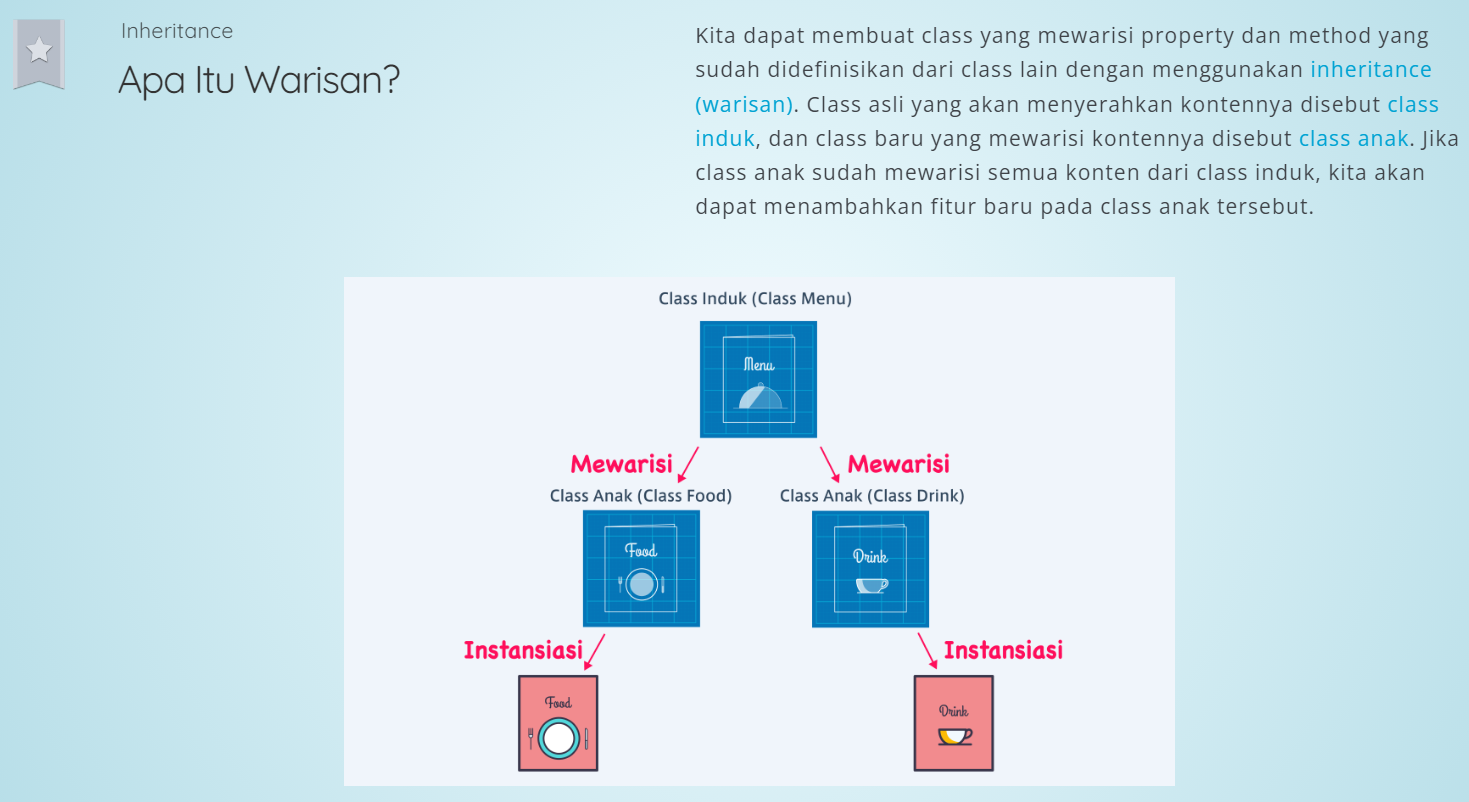 Inheritance
Apa Itu Warisan?
Kita dapat membuat class yang mewarisi property dan method yang
sudah didefinisikan dari class lain dengan menggunakan inheritance
(warisan). Class asli yang akan menyerahkan kontennya disebut class
induk, dan class baru yang mewarisi kontennya disebut class anak. Jika
class anak sudah mewarisi semua konten dari class induk, kita akan
dapat menambahkan fitur baru pada class anak tersebut.
Class Induk (Class Menu)
Menu
Mewarisi
Mewarisi
Class Anak (Class Food)
Class Anak (Class Drink)
Food
Drink
Instansiasi
Instansiasi
Food
Drink